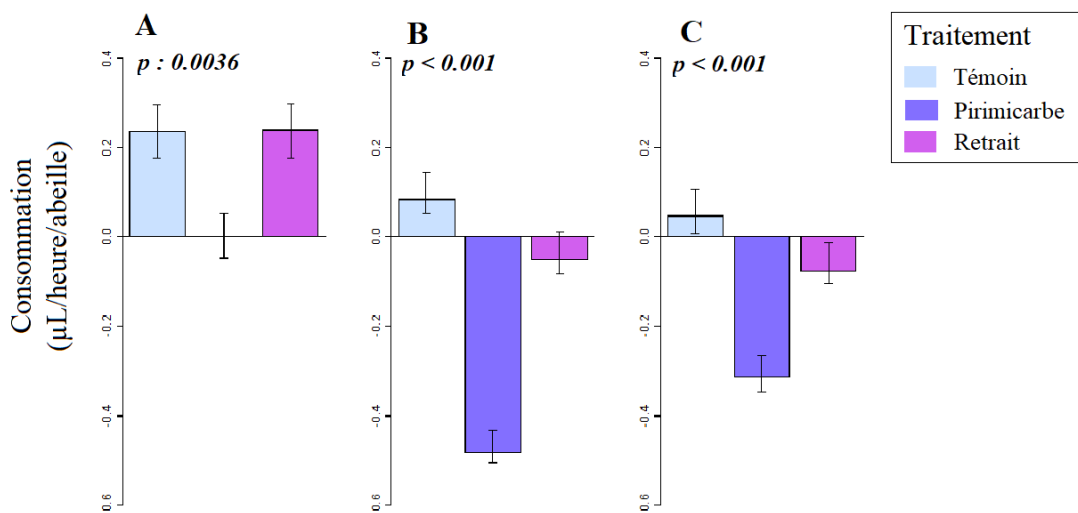 A
B
C
p : 0.0036
p < 0.001
p < 0.001
Traitement
Témoin
Pirimicarbe
Retrait
Consommation
(µL/heure/abeille)
0.4
0.2
0.0
-0.2
-0.4
0.6
0.4
0.2
0.0
-0.2
-0.4
0.6
0.4
0.2
0.0
-0.2
-0.4
0.6